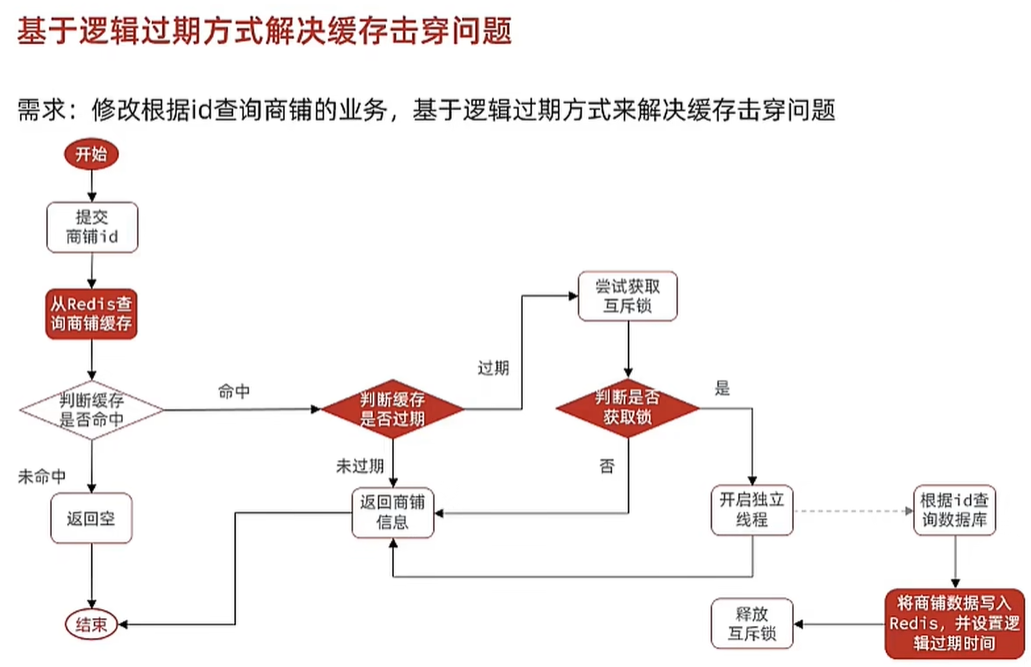 基于逻辑过期方式解决缓存击穿问题
需求：修改根据id查询商铺的业务，基于逻辑过期方式来解决缓存击穿问题
开始
提交
商铺id
从Redis查
询商铺缓存
判断缓存
是否命中
命中
未命中
返回空
结束
判断缓存
是否过期
过期
未过期
返回商铺
信息
尝试获取
互斥锁
判断是否
获取锁
是
否
开启独立
线程
根据id查
询数据库
将商铺数据写入
Redis，并设置逻
辑过期时间
释放
互斥锁